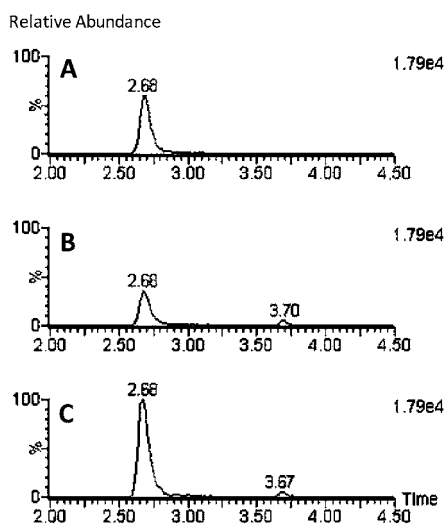 Relative Abundance
100 A 2.68 1.79e4
%
0
2.00 2.50 3.00 3.50 4.00 4.50
100 B 1.79e4
2.68 3.70
%
0
2.00 2.50 3.00 3.50 4.00 4.50
100 C 2.68 1.79e4
%
3.67
0 Time
2.00 2.50 3.00 3.50 4.00 4.50